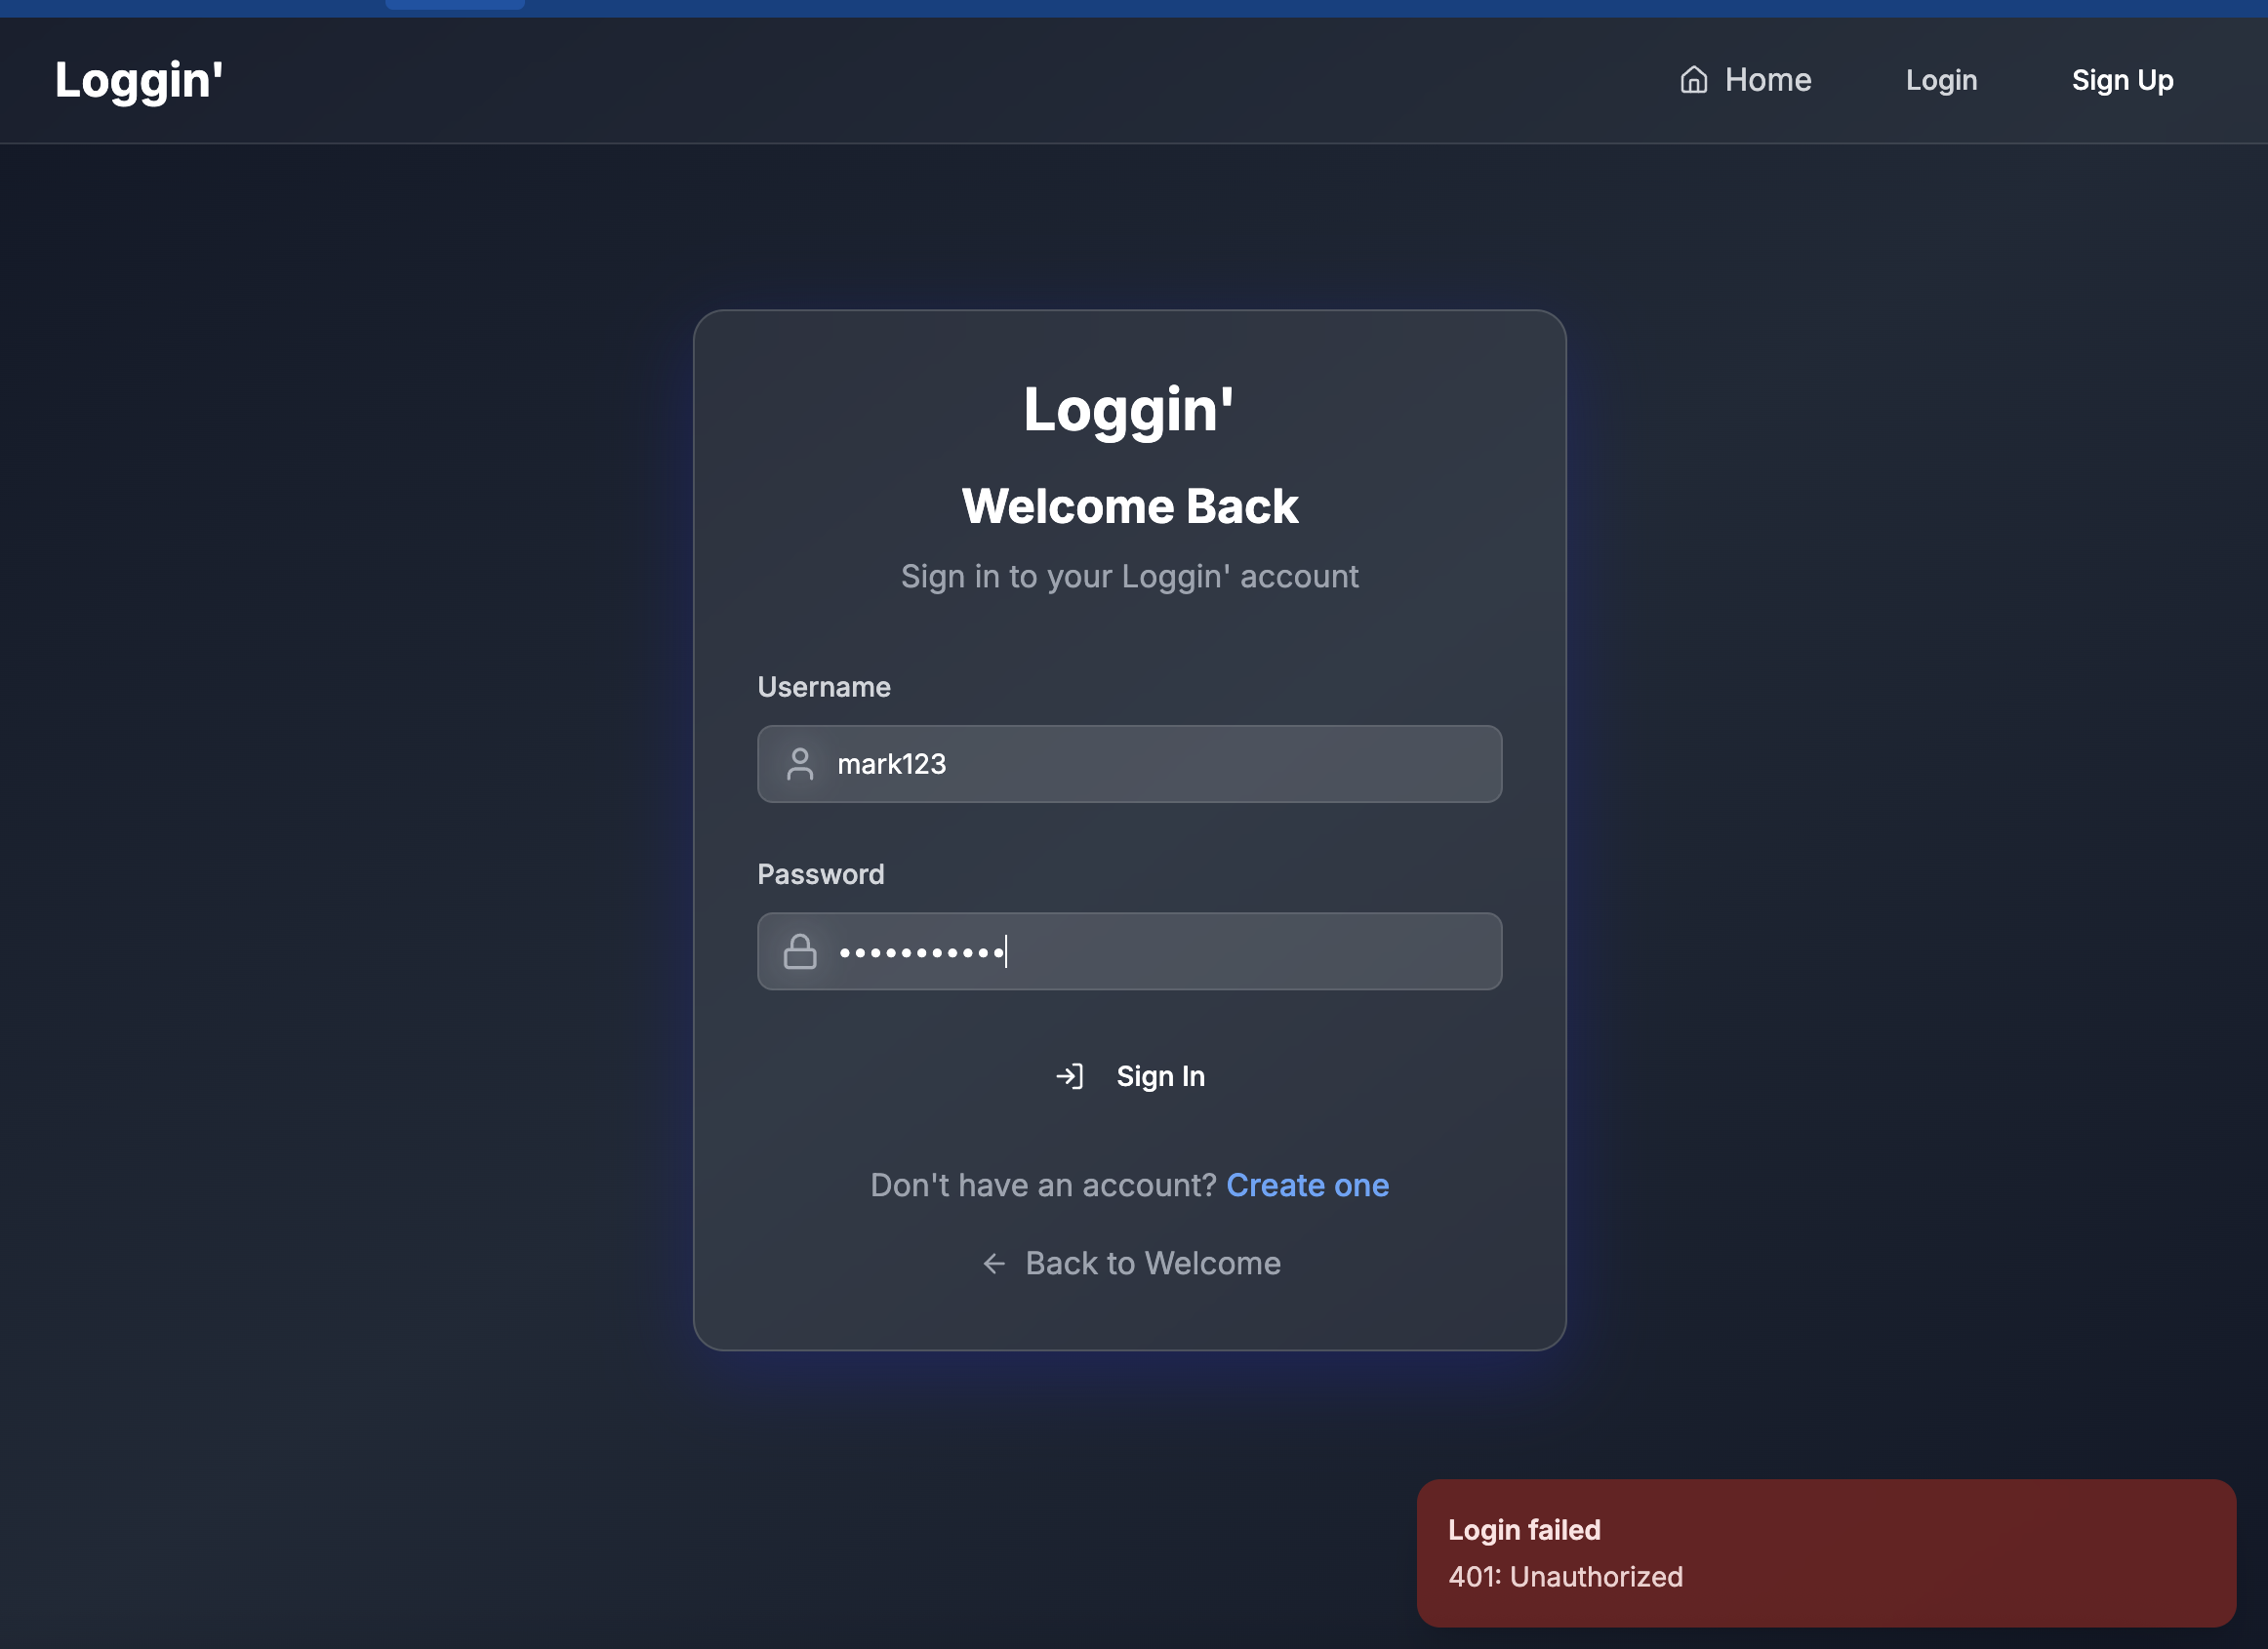 Loggin'
Home
Login
Sign Up
Loggin'
Welcome Back
Sign in to your Loggin' account
Username
mark123
Password
•••••••••••
Sign In
Don't have an account? Create one
Back to Welcome
Login failed
401: Unauthorized